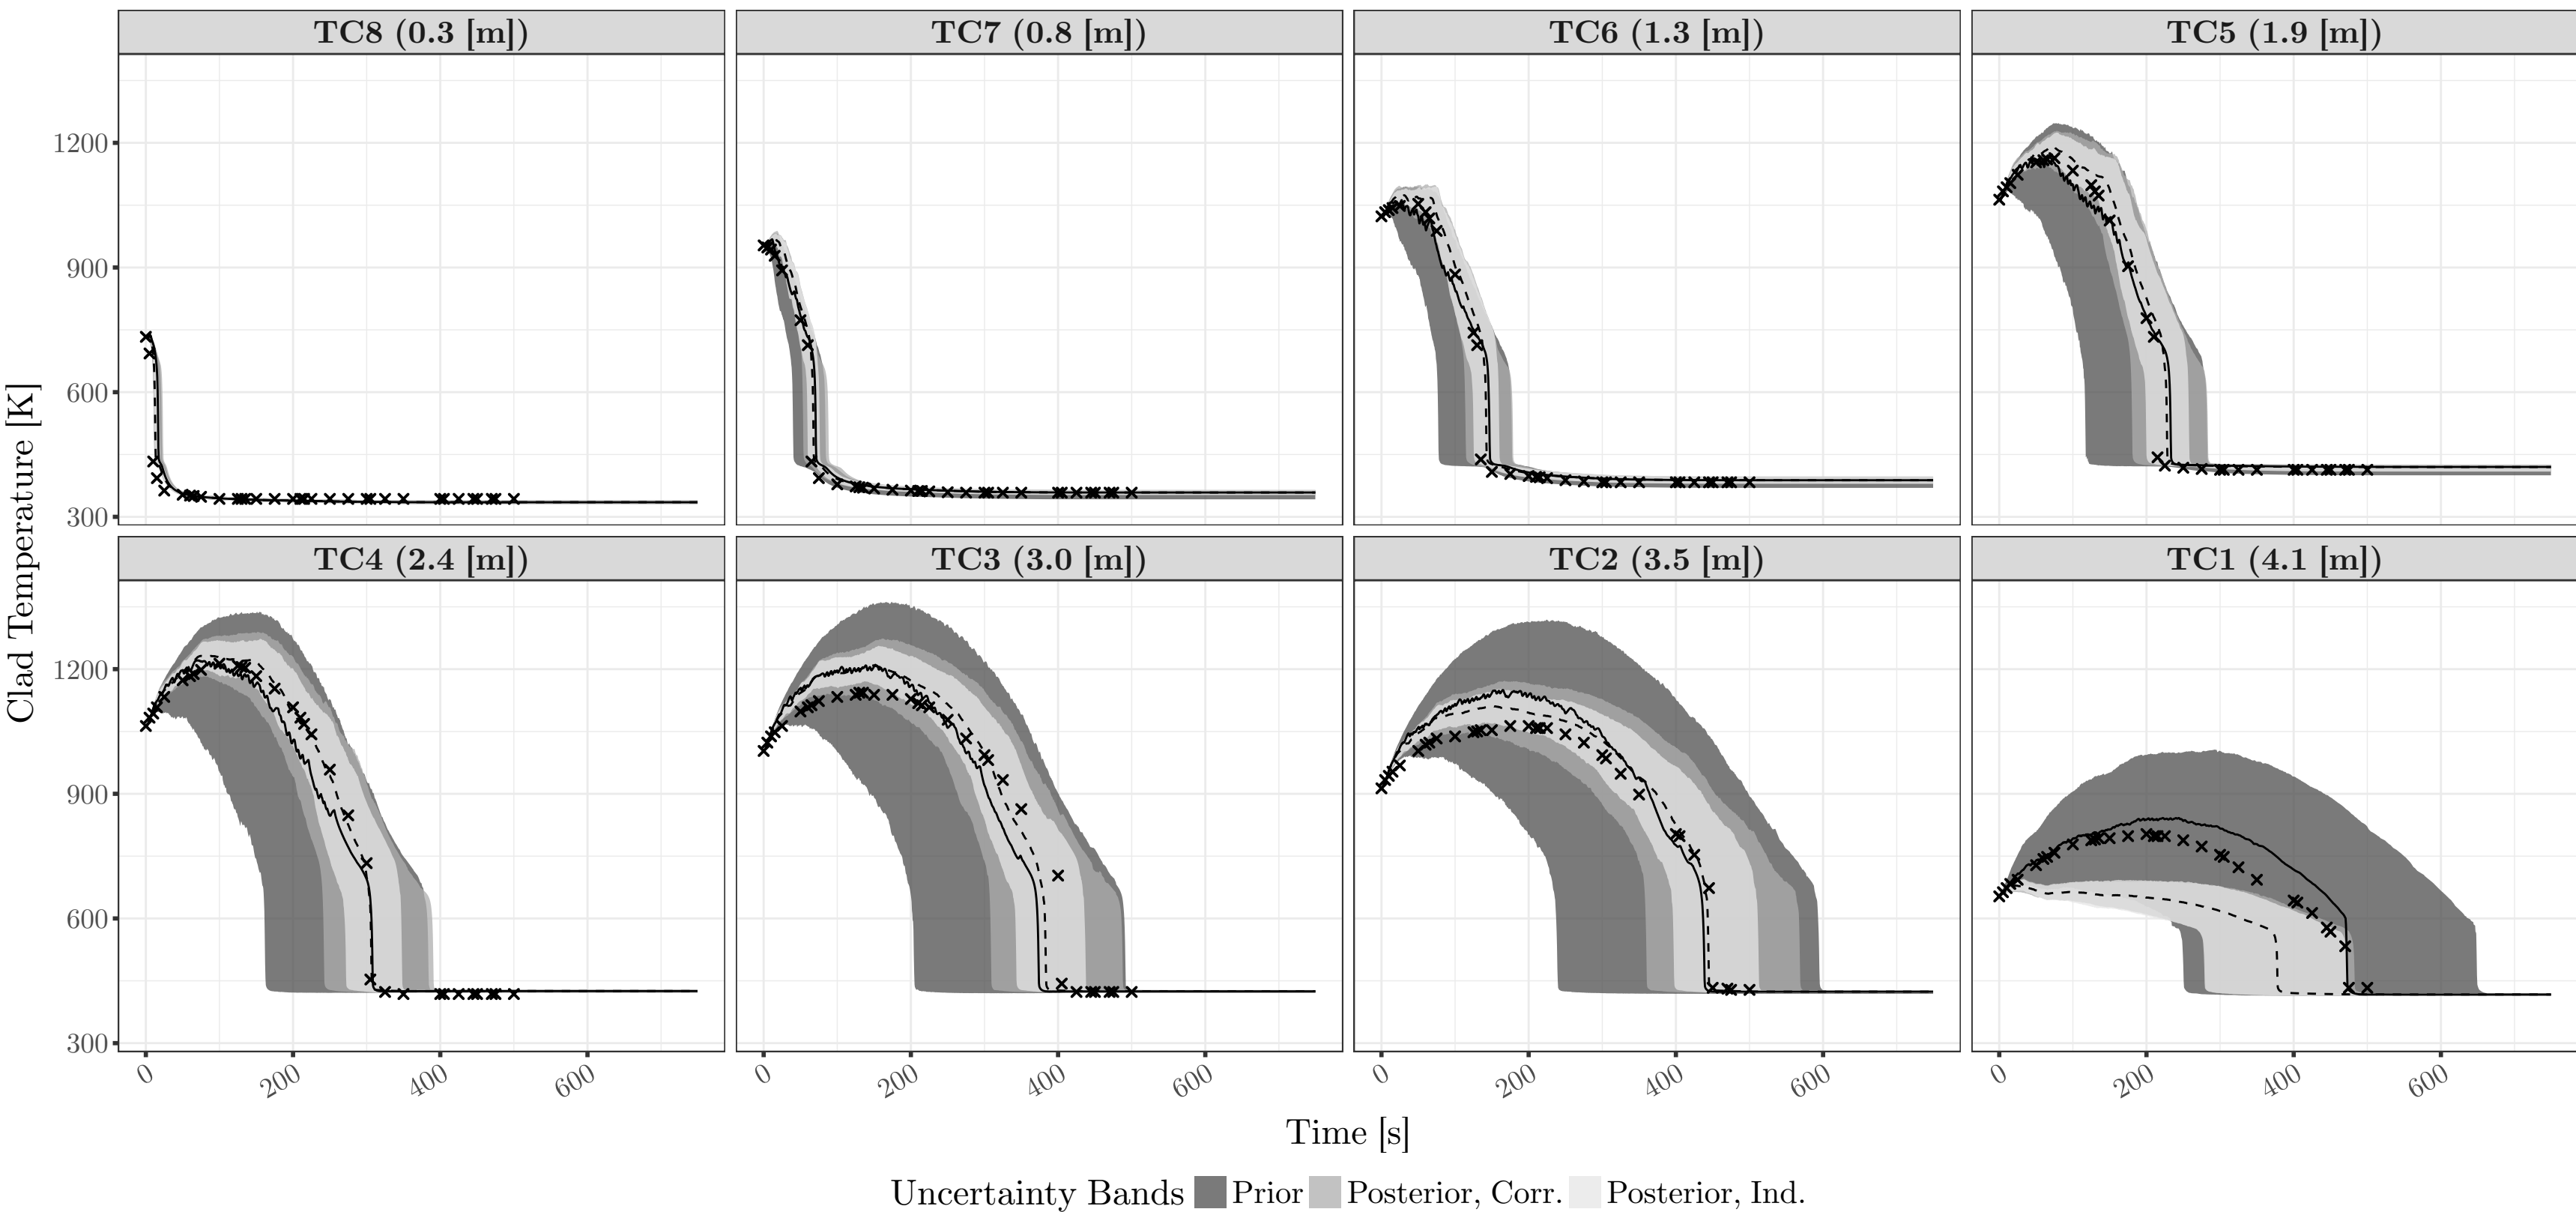 TC8 (0.3 [m])
TC7 (0.8 [m])
TC6 (1.3 [m])
TC5 (1.9 [m])
1200
900
600
300
TC4 (2.4 [m])
TC3 (3.0 [m])
TC2 (3.5 [m])
TC1 (4.1 [m])
1200
900
600
300
Clad Temperature [K]
0 200 400 600
0 200 400 600
0 200 400 600
0 200 400 600
Time [s]
Uncertainty Bands Prior Posterior, Corr. Posterior, Ind.